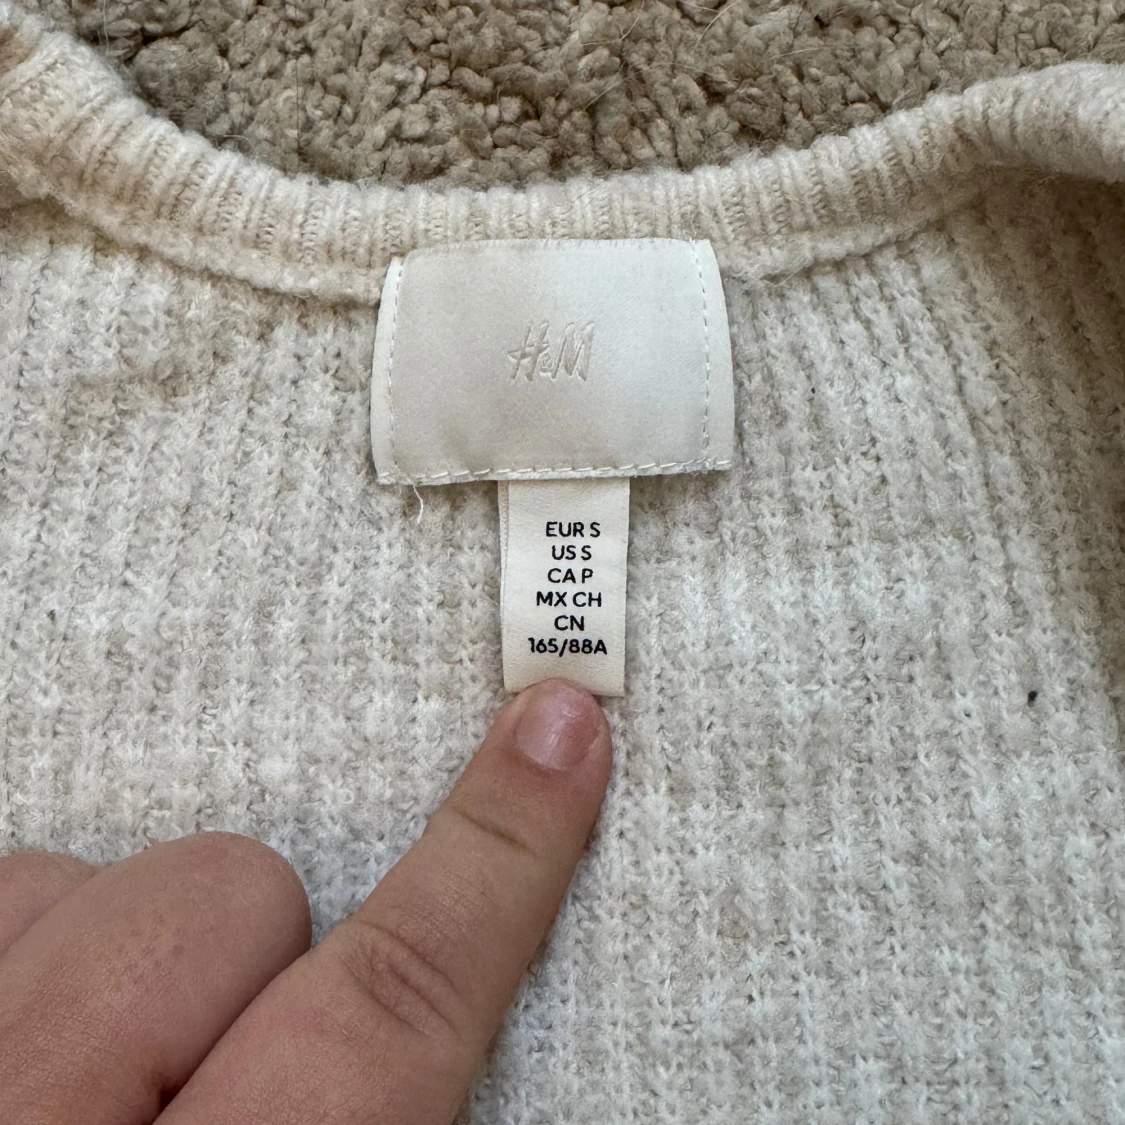 H&M
EUR S
US S
CA P
MX CH
CN
165/88A